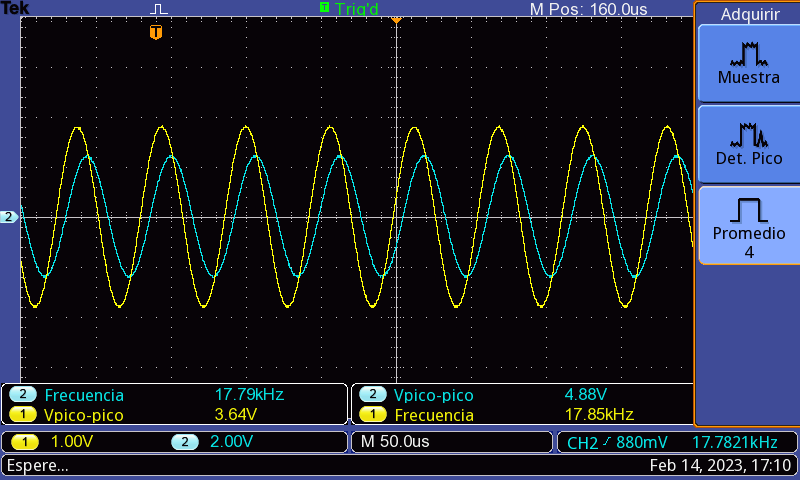 Tek
T Trig'd
M Pos: 160.0us
Adquirir
T
Muestra
Det. Pico
2
Promedio
4
2 Frecuencia 17.79kHz
1 Vpico-pico 3.64V
2 Vpico-pico 4.88V
1 Frecuencia 17.85kHz
1 1.00V 2 2.00V
M 50.0us
CH2 880mV 17.7821kHz
Espere...
Feb 14, 2023, 17:10